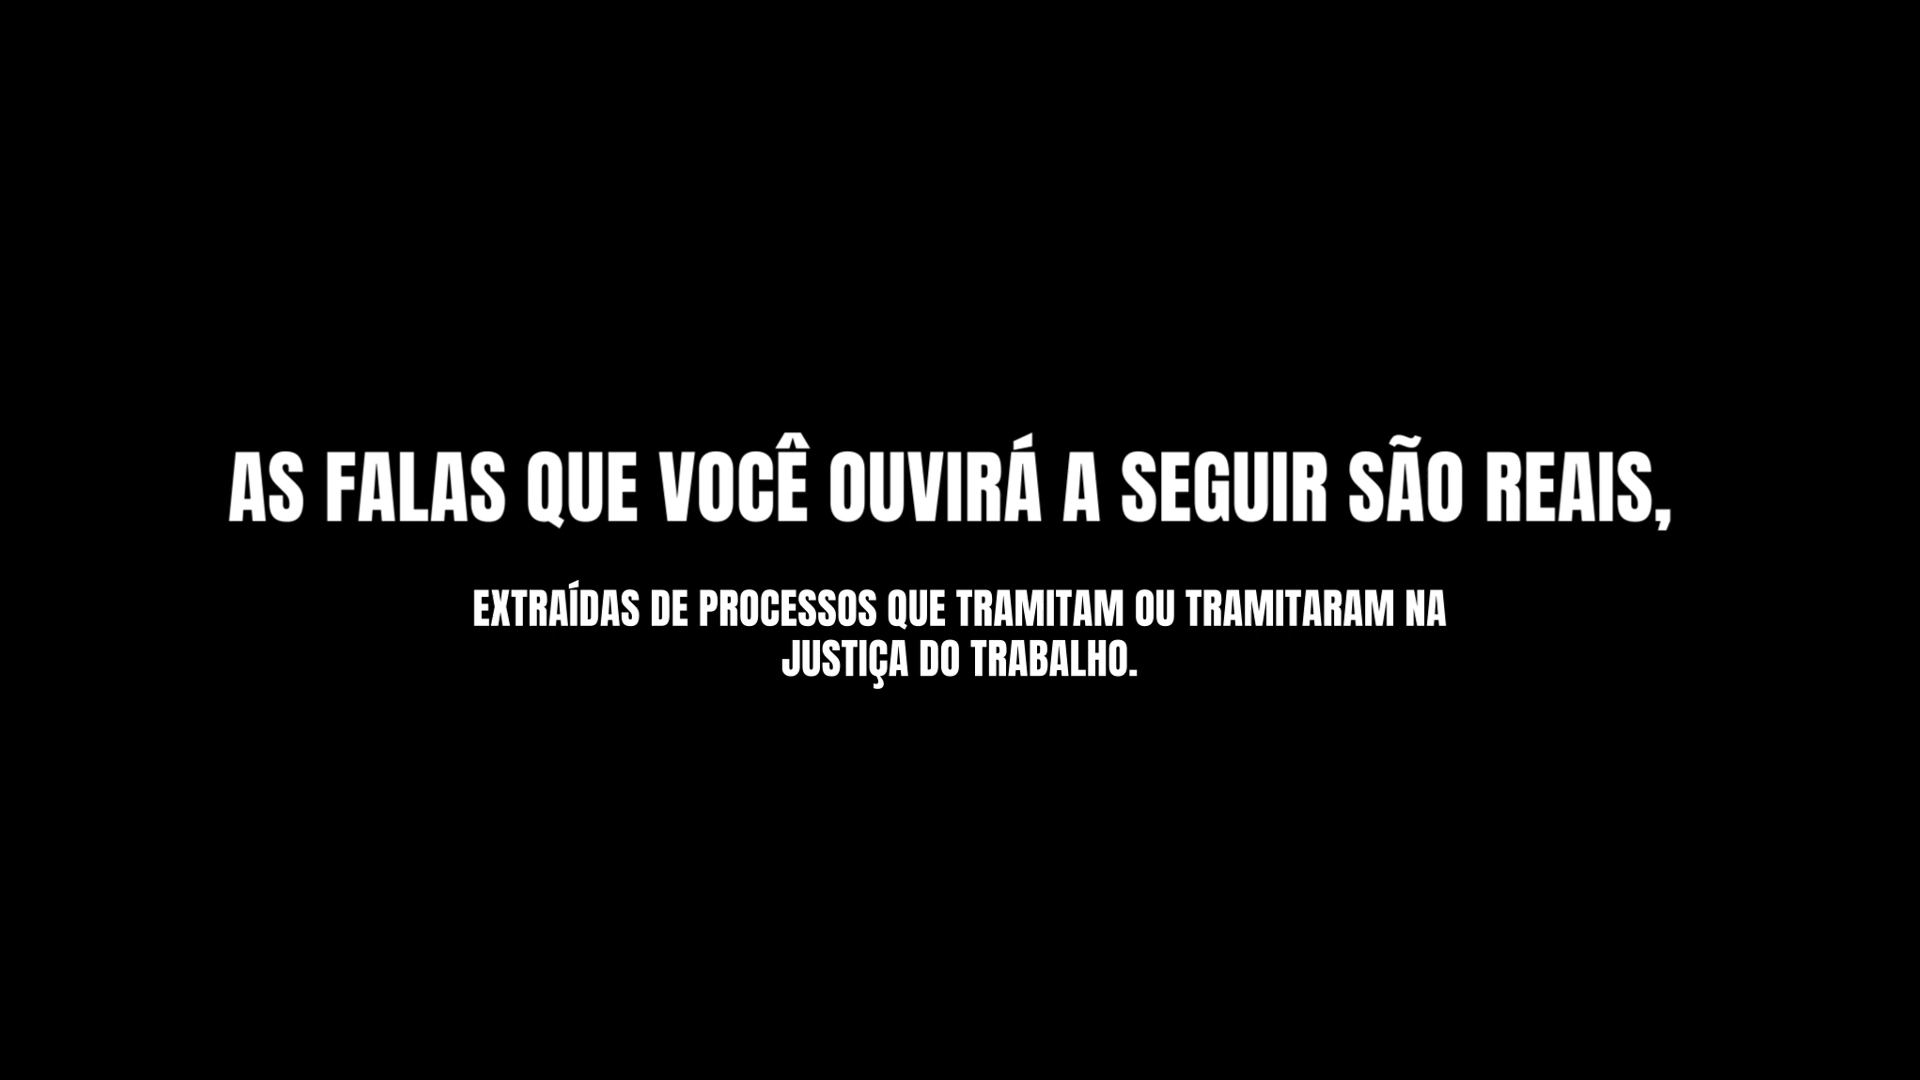 AS FALAS QUE VOCÊ OUVIRÁ A SEGUIR SÃO REAIS,
EXTRAÍDAS DE PROCESSOS QUE TRAMITAM OU TRAMITARAM NA
JUSTIÇA DO TRABALHO.